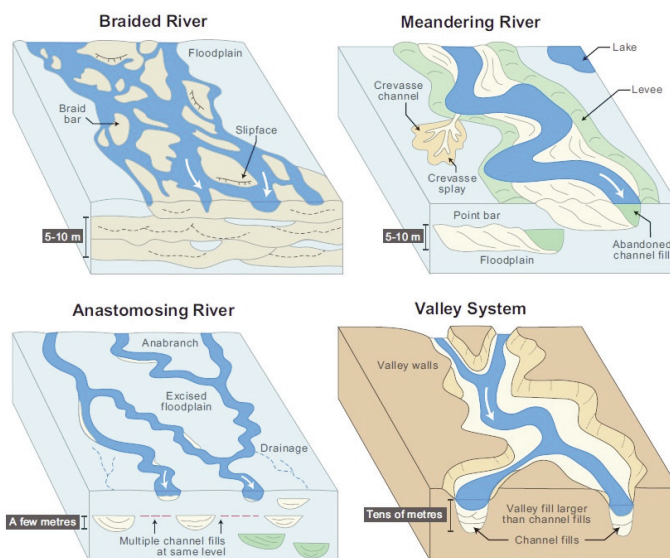 Braided River
Floodplain
Braid
bar
Slipface
5-10 m
Meandering River
Lake
Crevasse
channel
Levee
Crevasse
splay
Point bar
5-10 m
Floodplain
Abandoned
channel fill
Anastomosing River
Anabranch
Excised
floodplain
Drainage
A few metres
Multiple channel fills
at same level
Valley System
Valley walls
Tens of metres
Valley fill larger
than channel fills
Channel fills